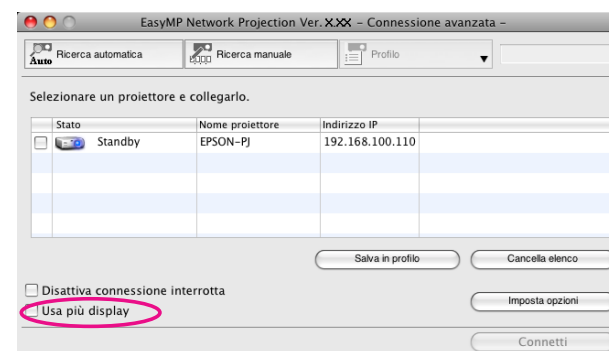 EasyMP Network Projection Ver. X.XX – Connessione avanzata –
Auto Ricerca automatica Ricerca manuale Profilo
Selezionare un proiettore e collegarlo.
Stato Nome proiettore Indirizzo IP
Standby EPSON-PJ 192.168.100.110
Salva in profilo Cancella elenco
Disattiva connessione interrotta
Usa più display
Imposta opzioni
Connetti